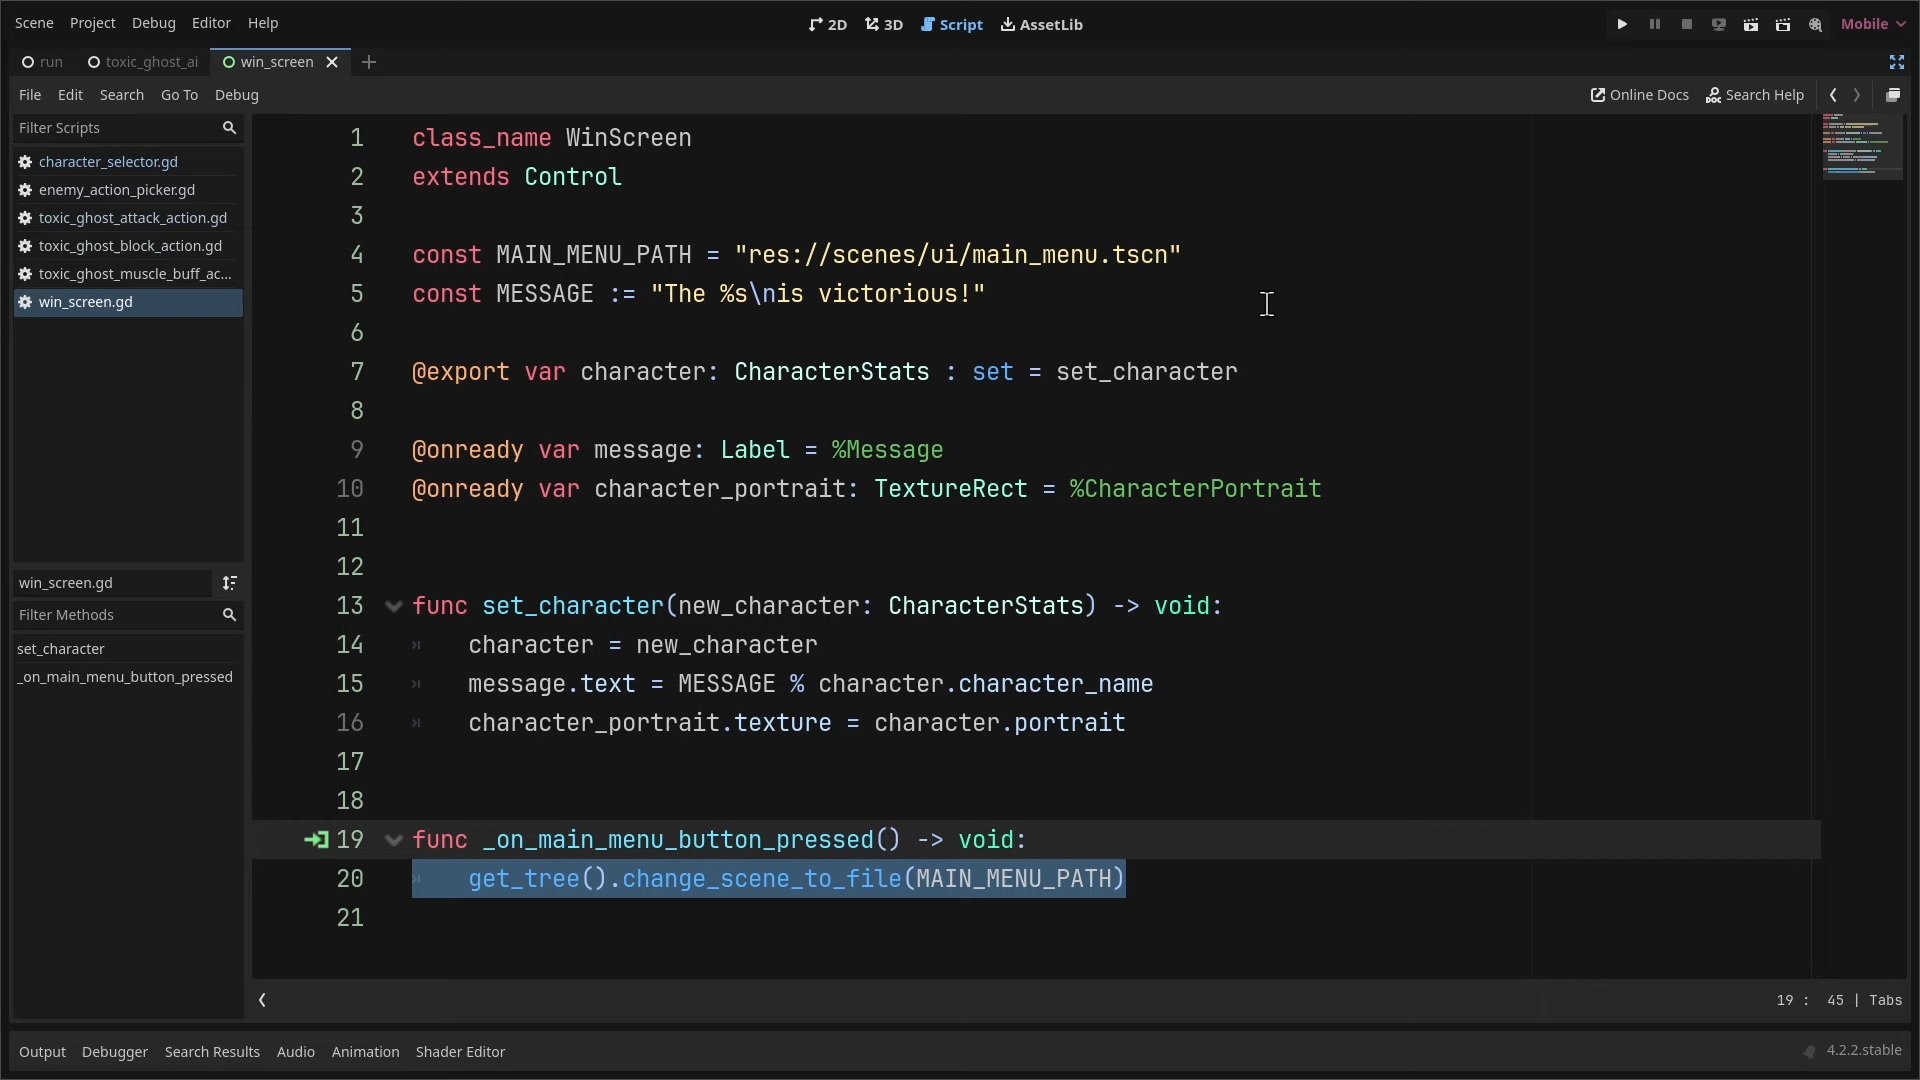 Scene Project Debug Editor Help
2D 3D Script AssetLib
Mobile
run toxic_ghost_ai win_screen
File Edit Search Go To Debug
Online Docs Search Help
Filter Scripts
character_selector.gd
enemy_action_picker.gd
toxic_ghost_attack_action.gd
toxic_ghost_block_action.gd
toxic_ghost_muscle_buff_ac...
win_screen.gd
win_screen.gd
Filter Methods
set_character
_on_main_menu_button_pressed
1 class_name WinScreen
2 extends Control
3
4 const MAIN_MENU_PATH = "res://scenes/ui/main_menu.tscn"
5 const MESSAGE := "The %s\nis victorious!"
6
7 @export var character: CharacterStats : set = set_character
8
9 @onready var message: Label = %Message
10 @onready var character_portrait: TextureRect = %CharacterPortrait
11
12
13 func set_character(new_character: CharacterStats) -> void:
14 character = new_character
15 message.text = MESSAGE % character.character_name
16 character_portrait.texture = character.portrait
17
18
19 func _on_main_menu_button_pressed() -> void:
20 get_tree().change_scene_to_file(MAIN_MENU_PATH)
21
19 : 45 | Tabs
Output Debugger Search Results Audio Animation Shader Editor
4.2.2.stable